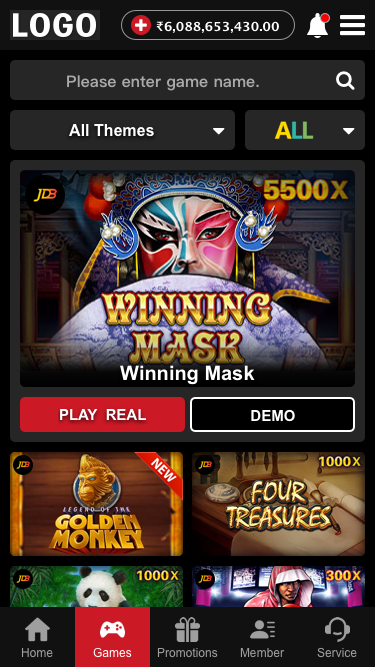 LOGO
₹6,088,653,430.00
Please enter game name.
All Themes
ALL
JDB
5500X
WINNING
MASK
Winning Mask
PLAY REAL
DEMO
JDB
NEW
LEGEND OF THE
GOLDEN
MONKEY
JDB
1000X
FOUR
TREASURES
JDB
1000X
JDB
300X
Home
Games
Promotions
Member
Service